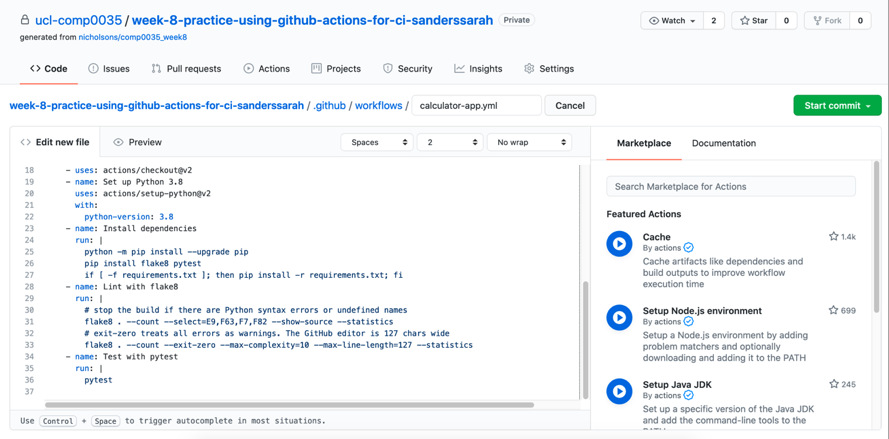 ucl-comp0035 / week-8-practice-using-github-actions-for-ci-sanderssarah Private
Watch 2 Star 0 Fork 0
generated from nicholsons/comp0035_week8
Code Issues Pull requests Actions Projects Security Insights Settings
week-8-practice-using-github-actions-for-ci-sanderssarah / .github / workflows / calculator-app.yml Cancel
Start commit
Edit new file Preview Spaces 2 No wrap
18 - uses: actions/checkout@v2
19 - name: Set up Python 3.8
20 uses: actions/setup-python@v2
21 with:
22 python-version: 3.8
23 - name: Install dependencies
24 run: |
25 python -m pip install --upgrade pip
26 pip install flake8 pytest
27 if [ -f requirements.txt ]; then pip install -r requirements.txt; fi
28 - name: Lint with flake8
29 run: |
30 # stop the build if there are Python syntax errors or undefined names
31 flake8 . --count --select=E9,F63,F7,F82 --show-source --statistics
32 # exit-zero treats all errors as warnings. The GitHub editor is 127 chars wide
33 flake8 . --count --exit-zero --max-complexity=10 --max-line-length=127 --statistics
34 - name: Test with pytest
35 run: |
36 pytest
37
Use Control + Space to trigger autocomplete in most situations.
Marketplace Documentation
Search Marketplace for Actions
Featured Actions
Cache 1.4k
By actions
Cache artifacts like dependencies and
build outputs to improve workflow
execution time
Setup Node.js environment 699
By actions
Setup a Node.js environment by adding
problem matchers and optionally
downloading and adding it to the PATH
Setup Java JDK 245
By actions
Set up a specific version of the Java JDK
and add the command-line tools to the
PATH